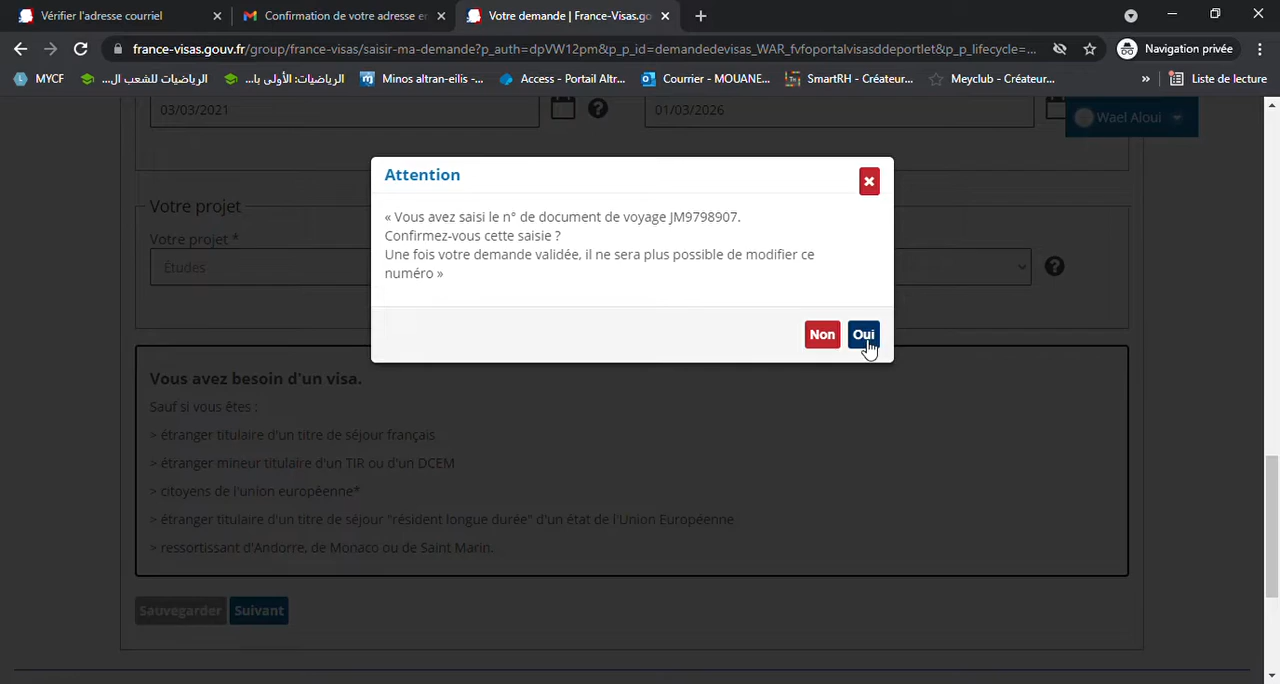 Vérifier l'adresse courriel
Confirmation de votre adresse e
Votre demande | France-Visas.go
france-visas.gouv.fr/group/france-visas/saisir-ma-demande?p_auth=dpVW12pm&p_p_id=demandedevisas_WAR_fvfoportalvisasddeportlet&p_p_lifecycle=...
Navigation privée
MYCF
الرياضيات للشعب ال...
الرياضيات: الأولى با...
Minos altran-eilis -...
Access - Portail Altr...
Courrier - MOUANE...
SmartRH - Créateur...
Meyclub - Créateur...
»
Liste de lecture
03/03/2021
01/03/2026
Wael Aloui
Attention
« Vous avez saisi le n° de document de voyage JM9798907.
Confirmez-vous cette saisie ?
Une fois votre demande validée, il ne sera plus possible de modifier ce
numéro »
Non
Oui
Votre projet
Votre projet *
Études
Vous avez besoin d'un visa.
Sauf si vous êtes :
> étranger titulaire d'un titre de séjour français
> étranger mineur titulaire d'un TIR ou d'un DCEM
> citoyens de l'union européenne*
> étranger titulaire d'un titre de séjour "résident longue durée" d'un état de l'Union Européenne
> ressortissant d'Andorre, de Monaco ou de Saint Marin.
Sauvegarder
Suivant